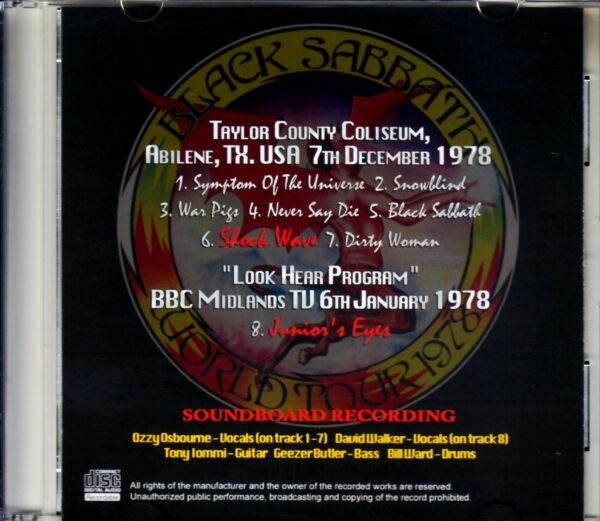 BLACK SABBATH
TAYLOR COUNTY COLISEUM,
ABILENE, TX. USA 7TH DECEMBER 1978
1. Symptom Of The Universe 2. Snowblind
3. War Pigs 4. Never Say Die 5. Black Sabbath
6. Shock Wave 7. Dirty Woman
"LOOK HEAR PROGRAM"
BBC MIDLANDS TV 6TH JANUARY 1978
8. Junior's Eyes
WORLD TOUR 1978
SOUNDBOARD RECORDING
Ozzy Osbourne - Vocals (on track 1-7) David Walker - Vocals (on track 8)
Tony Iommi - Guitar Geezer Butler - Bass Bill Ward - Drums
COMPACT
disc
DIGITAL AUDIO
Recordable
All rights of the manufacturer and the owner of the recorded works are reserved.
Unauthorized public performance, broadcasting and copying of the record prohibited.